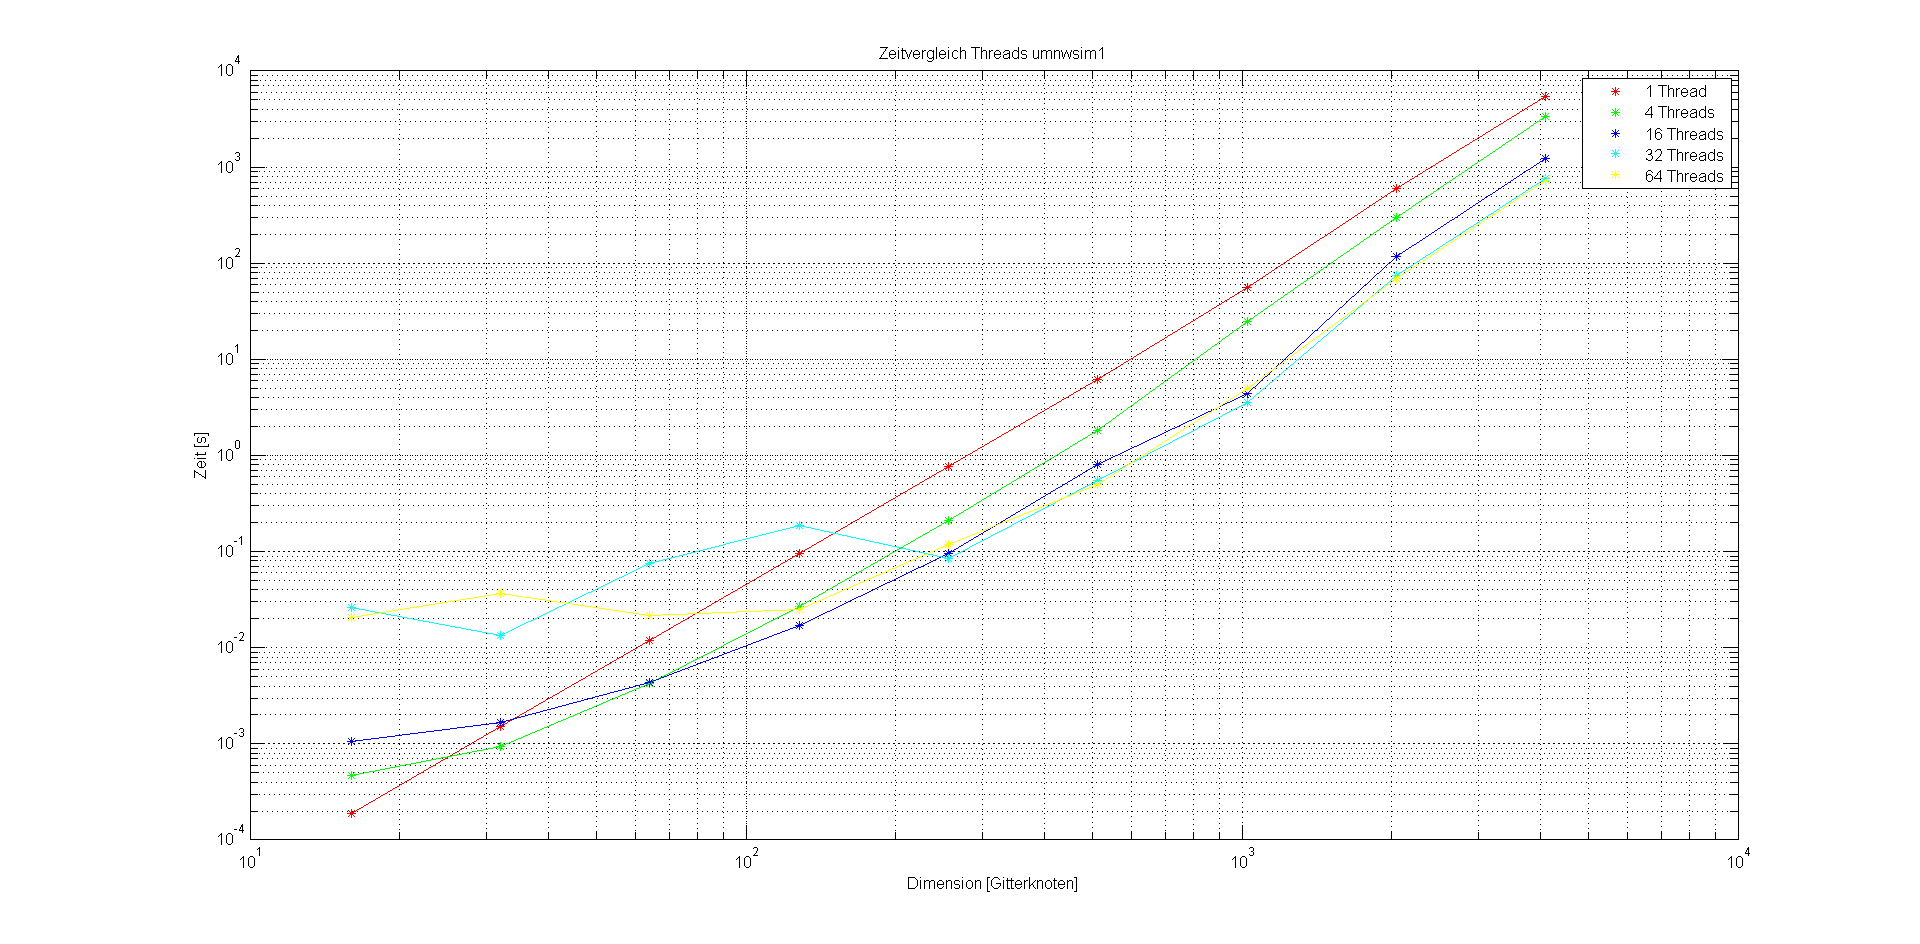 Zeitvergleich Threads umnwsim1
10^4
10^3
10^2
10^1
10^0
10^-1
10^-2
10^-3
10^-4
Zeit [s]
1 Thread
4 Threads
16 Threads
32 Threads
64 Threads
10^1 10^2 10^3 10^4
Dimension [Gitterknoten]